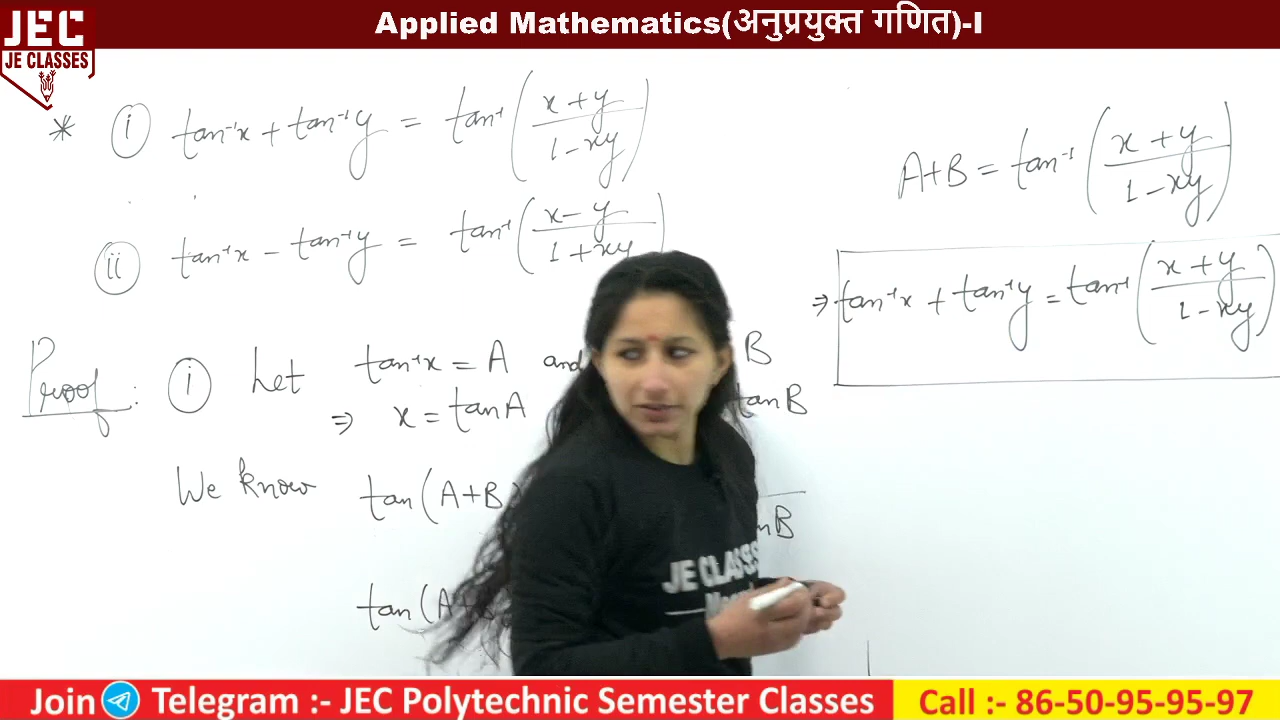 JEC
JE CLASSES
Applied Mathematics(अनुप्रयुक्त गणित)-I
* (i) tan⁻¹x + tan⁻¹y = tan⁻¹((x+y)/(1-xy))
(ii) tan⁻¹x - tan⁻¹y = tan⁻¹((x-y)/(1+xy))
Proof: (i) Let tan⁻¹x = A and B
⇒ x = tanA tanB
We know tan(A+B) nB
tan(A+
A+B = tan⁻¹((x+y)/(1-xy))
⇒ tan⁻¹x + tan⁻¹y = tan⁻¹((x+y)/(1-xy))
JE CLASSES
Join Telegram :- JEC Polytechnic Semester Classes
Call :- 86-50-95-95-97